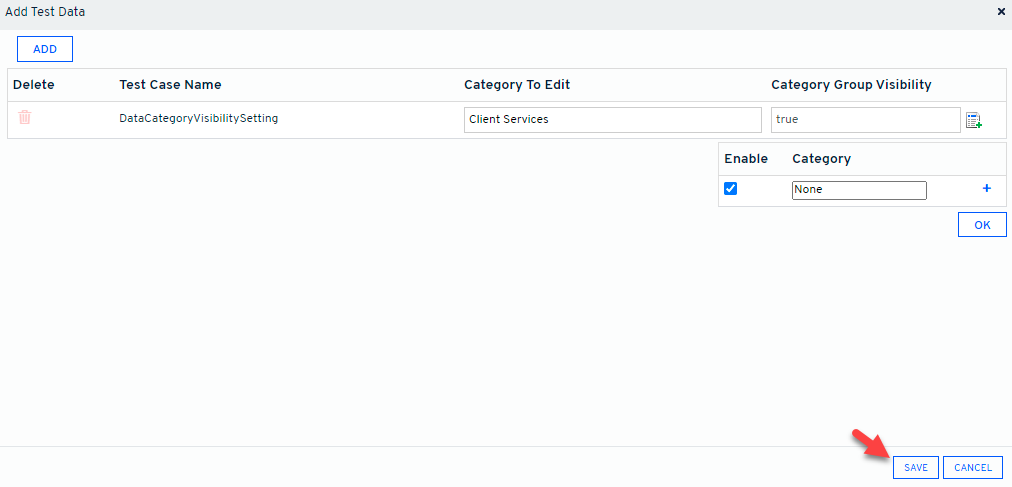 Add Test Data
ADD
Delete Test Case Name Category To Edit Category Group Visibility
DataCategoryVisibilitySetting Client Services true
Enable Category
None
OK
SAVE CANCEL